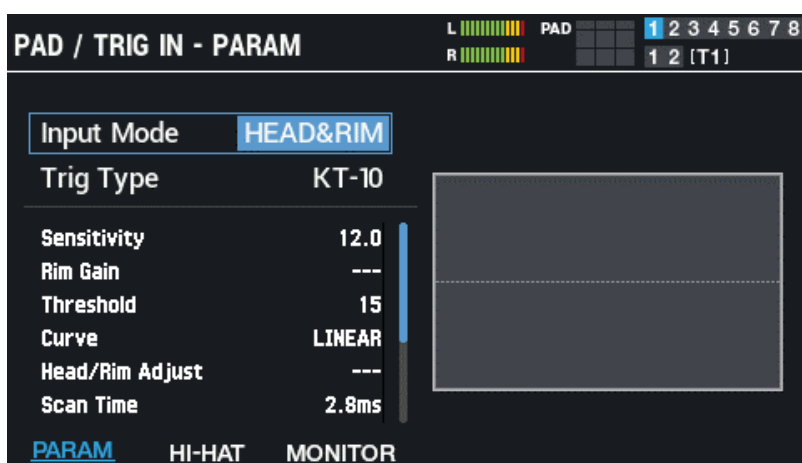 PAD / TRIG IN - PARAM
L PAD 1 2 3 4 5 6 7 8
R 1 2 [T1]
Input Mode HEAD&RIM
Trig Type KT-10
Sensitivity 12.0
Rim Gain ---
Threshold 15
Curve LINEAR
Head/Rim Adjust ---
Scan Time 2.8ms
PARAM HI-HAT MONITOR